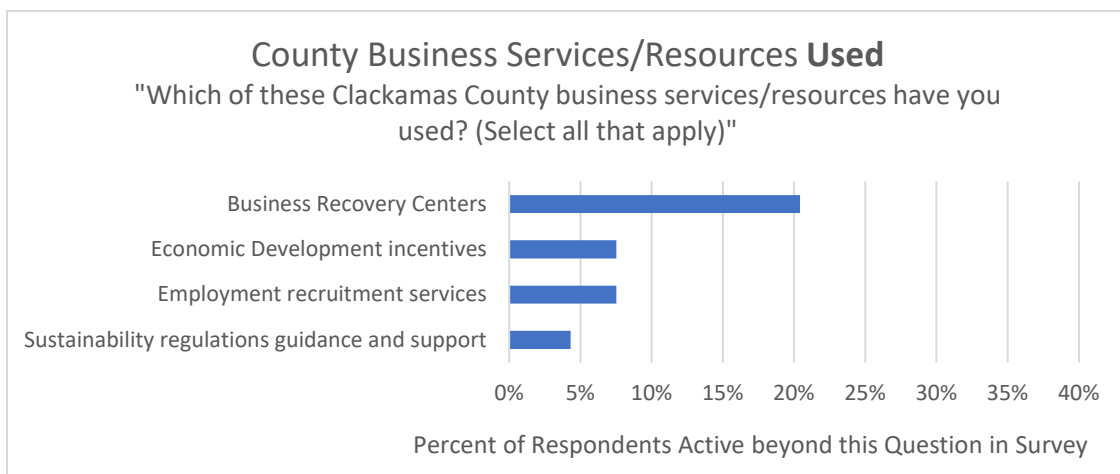 County Business Services/Resources Used
"Which of these Clackamas County business services/resources have you
used? (Select all that apply)"
Business Recovery Centers
Economic Development incentives
Employment recruitment services
Sustainability regulations guidance and support
0% 5% 10% 15% 20% 25% 30% 35% 40%
Percent of Respondents Active beyond this Question in Survey